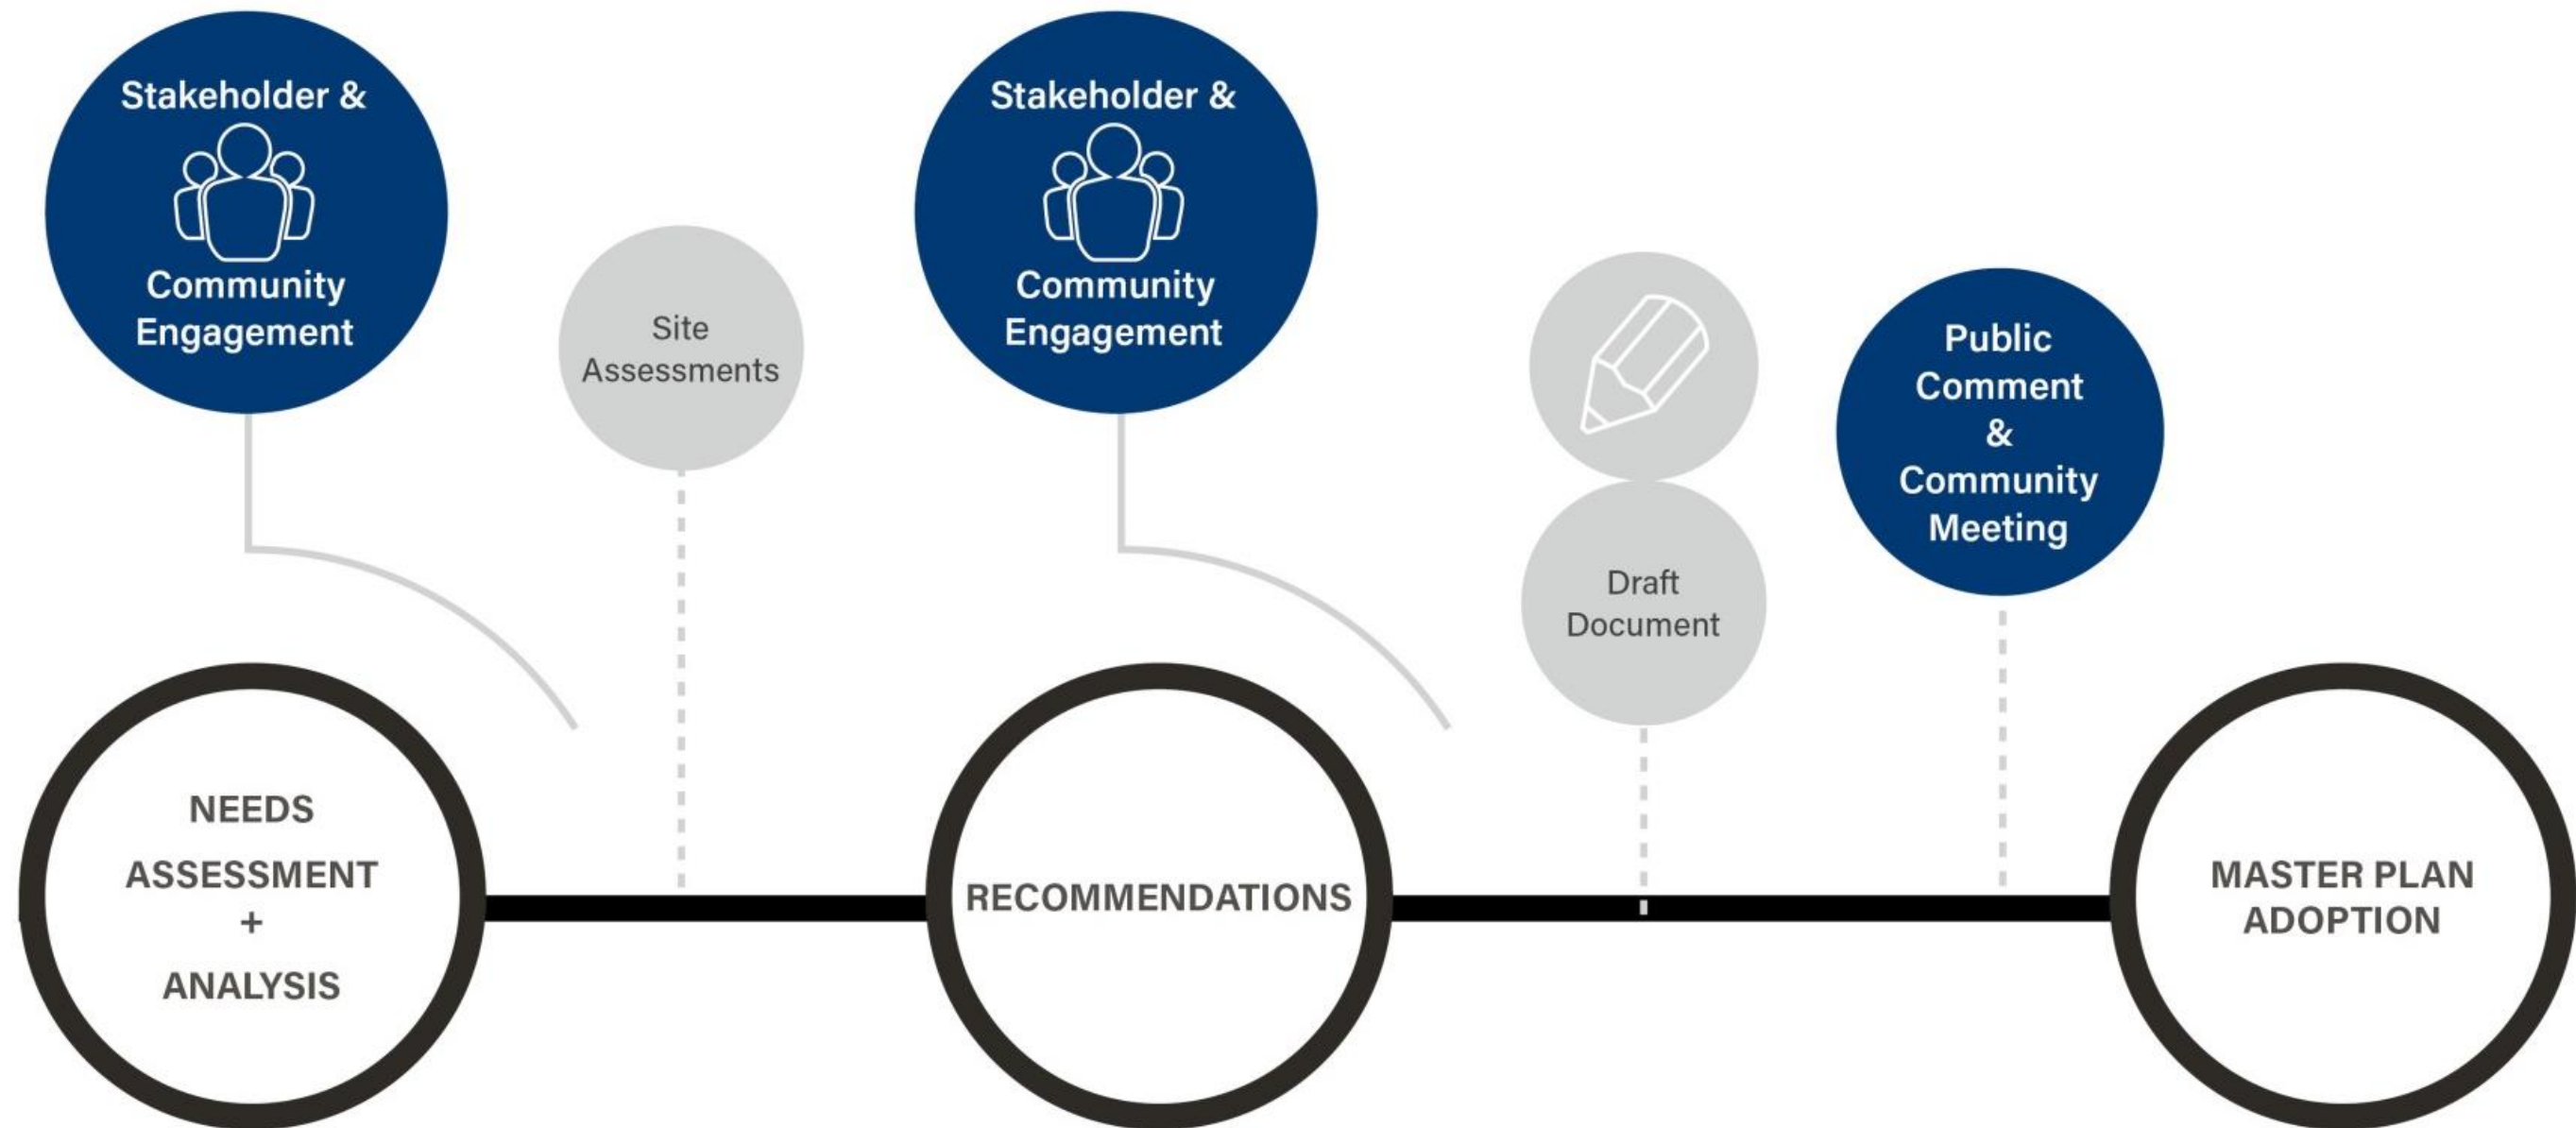 Stakeholder &
Community
Engagement
Site
Assessments
Stakeholder &
Community
Engagement
Draft
Document
Public
Comment
&
Community
Meeting
NEEDS
ASSESSMENT
+
ANALYSIS
RECOMMENDATIONS
MASTER PLAN
ADOPTION